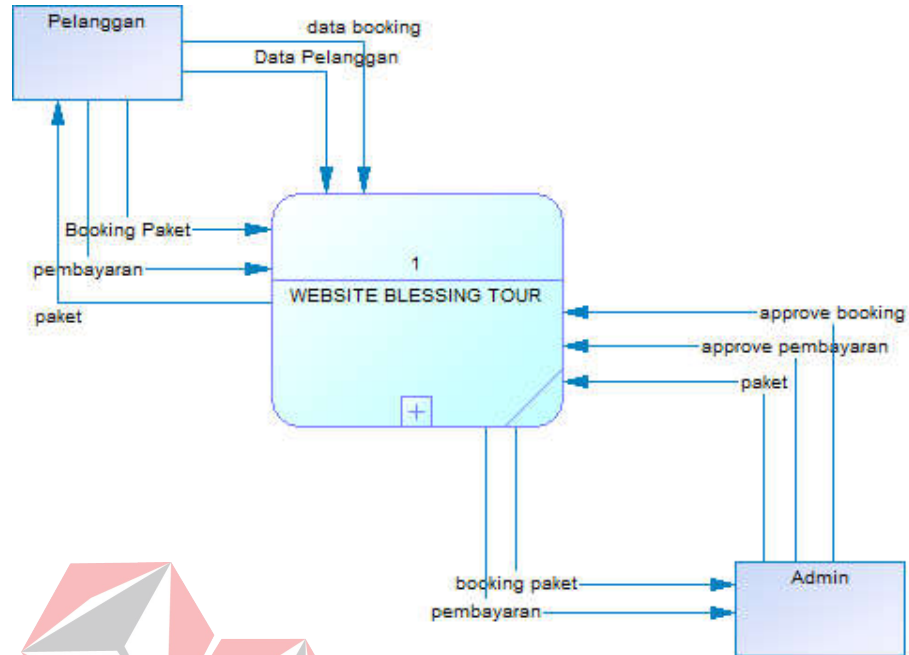 Pelanggan
data booking
Data Pelanggan
Booking Paket
pembayaran
paket
1
WEBSITE BLESSING TOUR
approve booking
approve pembayaran
paket
booking paket
pembayaran
Admin